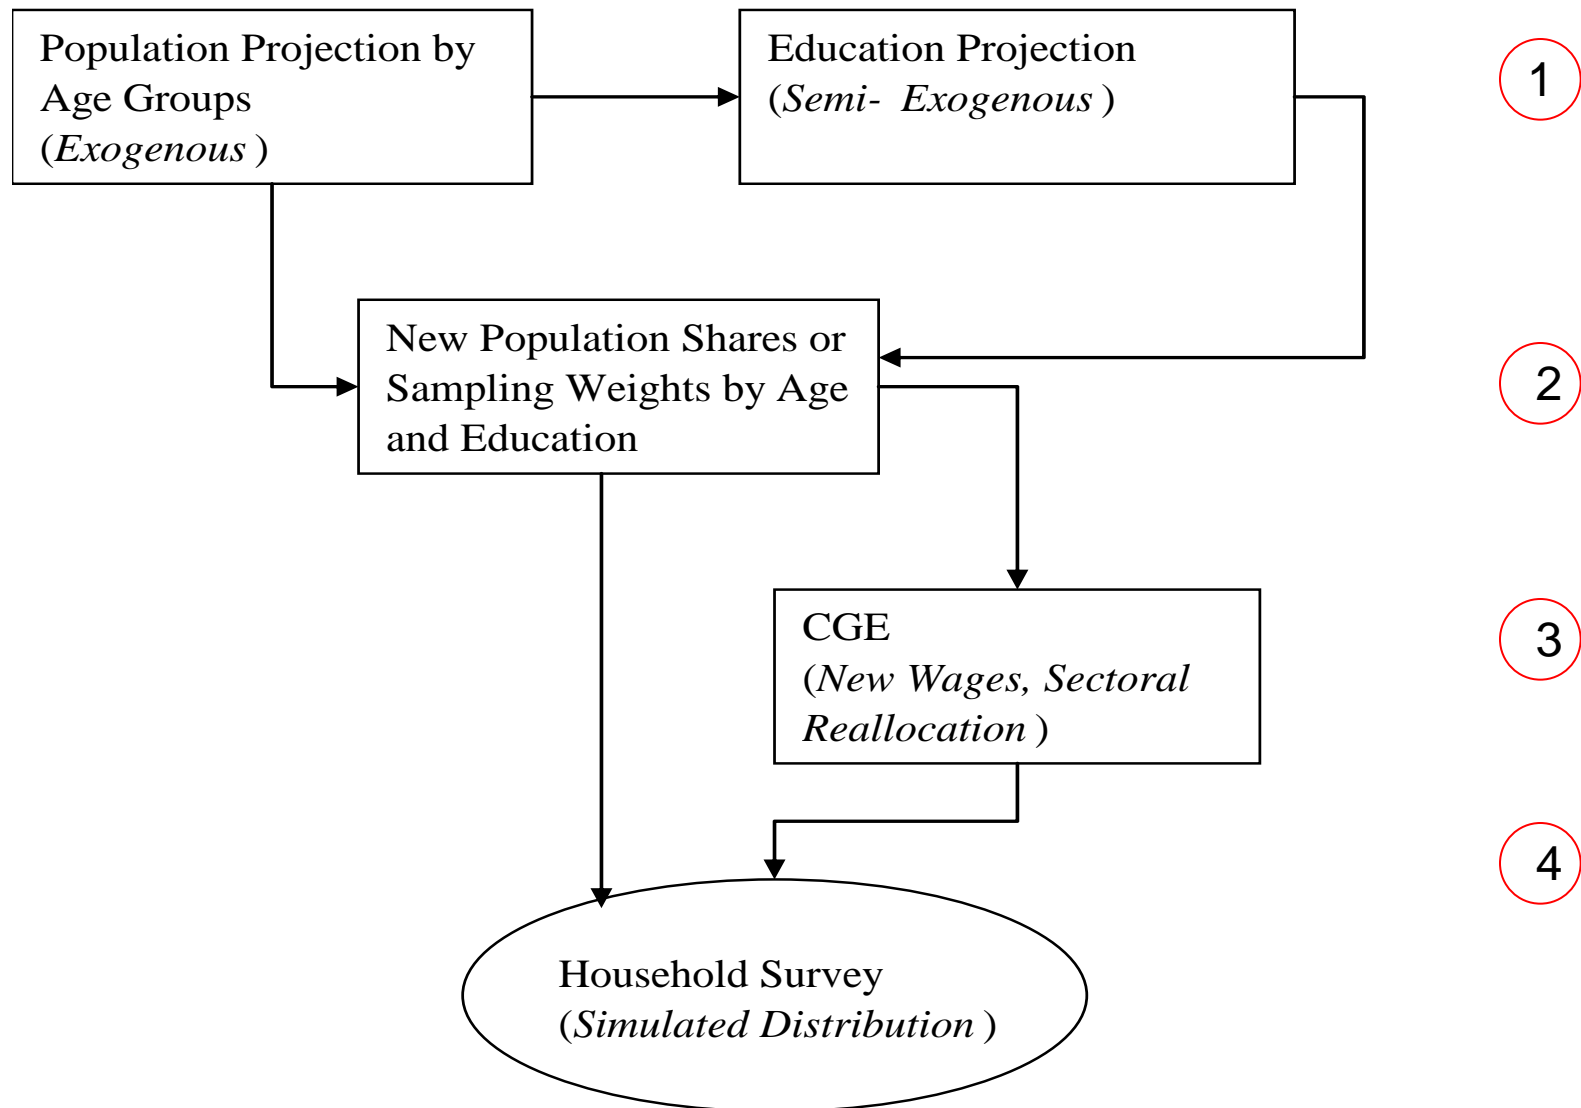 Population Projection by
Age Groups
(Exogenous )
Education Projection
(Semi-  Exogenous )
1
New Population Shares or
Sampling Weights by Age
and Education
2
CGE
(New Wages, Sectoral
Reallocation )
3
4
Household Survey
(Simulated Distribution )